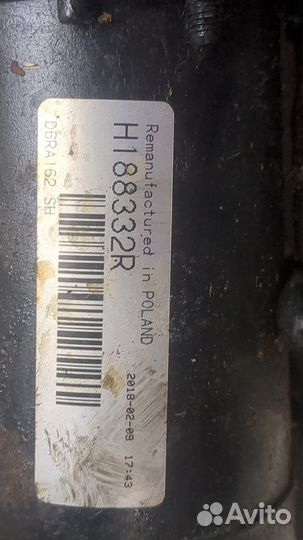 Remanufactured in POLAND
H188332R
D6RA162 SH
2018-02-09 17:43
Avito